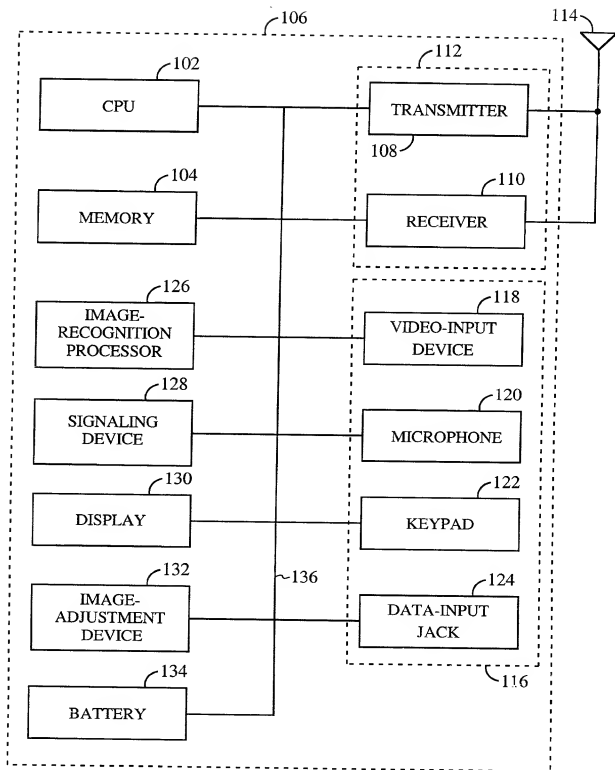 106
114
102
CPU
112
TRANSMITTER
108
104
MEMORY
110
RECEIVER
126
IMAGE-
RECOGNITION
PROCESSOR
118
VIDEO-INPUT
DEVICE
128
SIGNALING
DEVICE
120
MICROPHONE
130
DISPLAY
122
KEYPAD
136
132
IMAGE-
ADJUSTMENT
DEVICE
124
DATA-INPUT
JACK
116
134
BATTERY